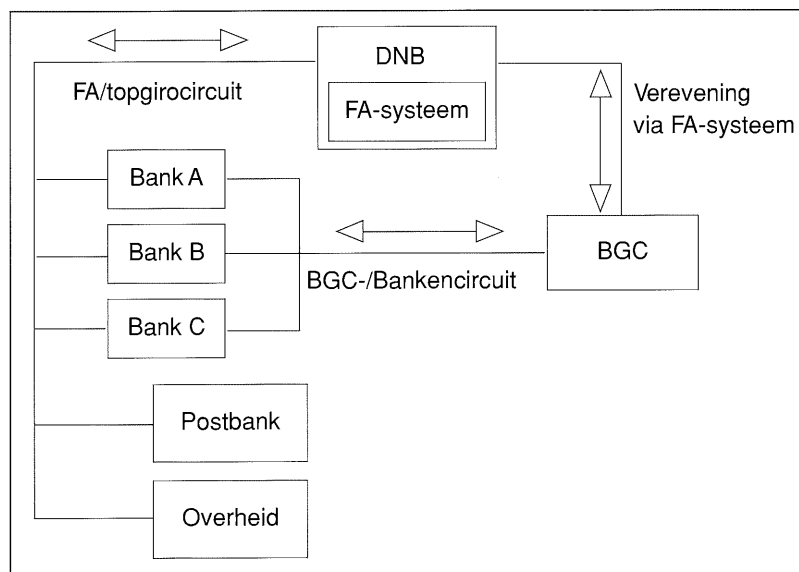 DNB
FA-systeem
FA/topgirocircuit
Verevening
via FA-systeem
Bank A
Bank B
BGC
BGC-/Bankencircuit
Bank C
Postbank
Overheid